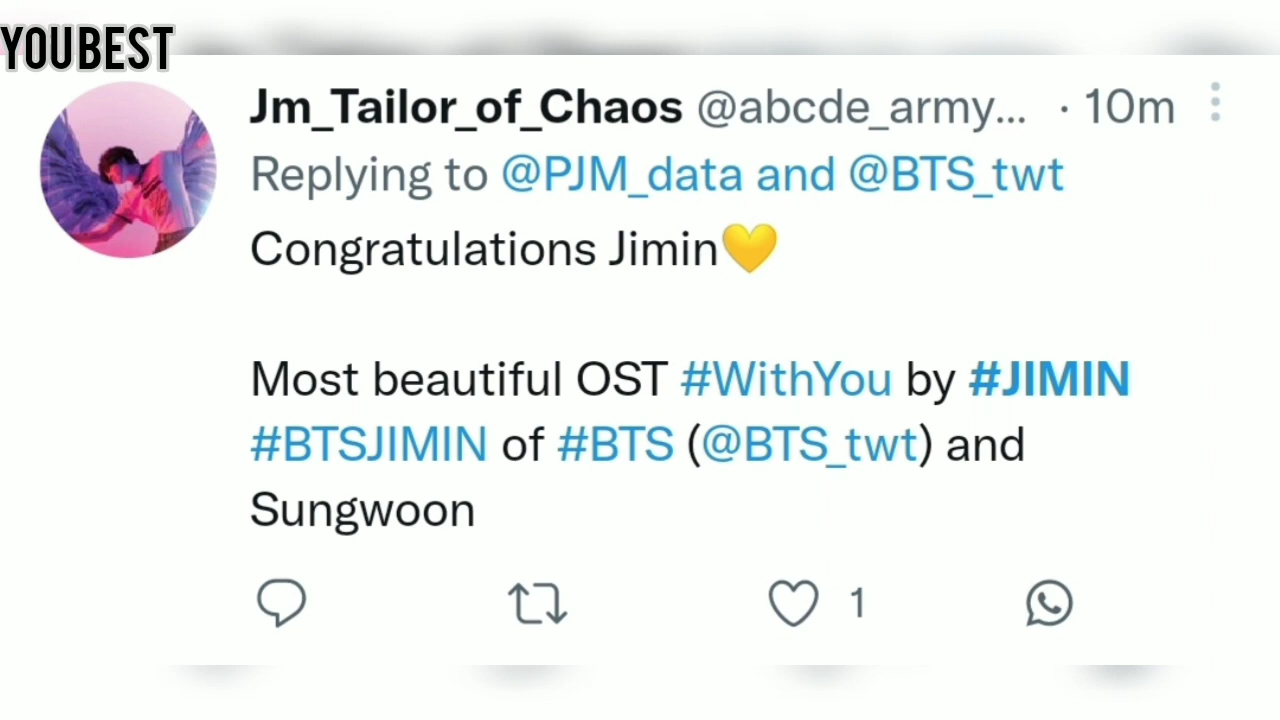 YOUBEST
Jm_Tailor_of_Chaos @abcde_army... · 10m
Replying to @PJM_data and @BTS_twt
Congratulations Jimin💛
Most beautiful OST #WithYou by #JIMIN
#BTSJIMIN of #BTS (@BTS_twt) and
Sungwoon
1